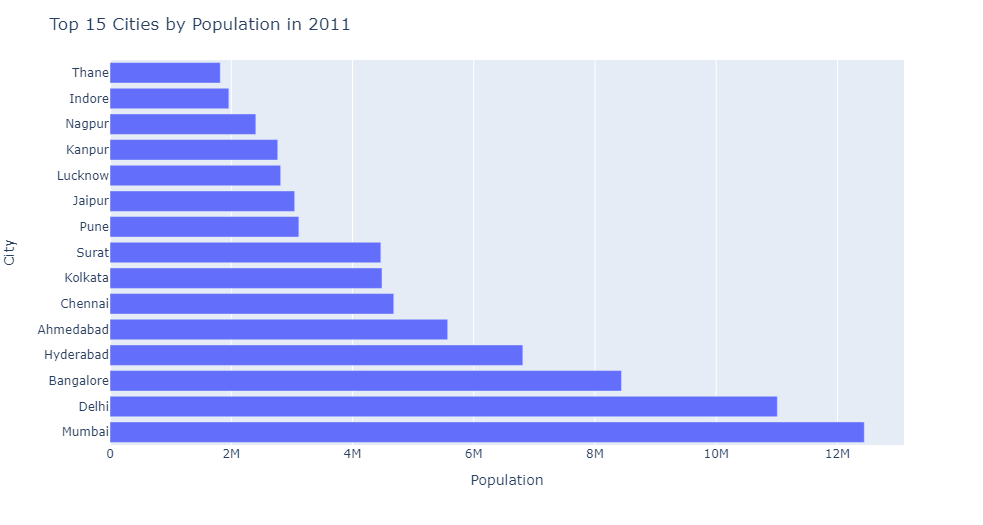 Top 15 Cities by Population in 2011
Thane
Indore
Nagpur
Kanpur
Lucknow
Jaipur
Pune
Surat
Kolkata
Chennai
Ahmedabad
Hyderabad
Bangalore
Delhi
Mumbai
City
0 2M 4M 6M 8M 10M 12M
Population